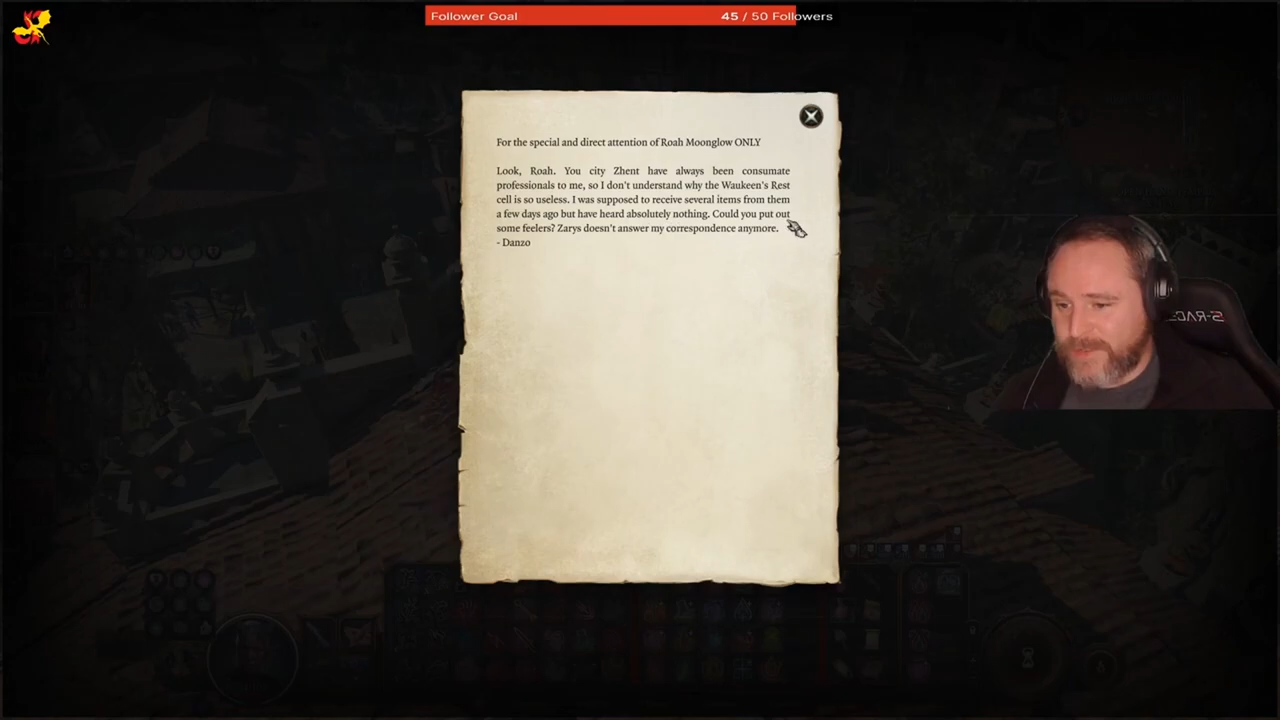 Follower Goal 45 / 50 Followers
For the special and direct attention of Roah Moonglow ONLY
Look, Roah. You city Zhent have always been consumate
professionals to me, so I don't understand why the Waukeen's Rest
cell is so useless. I was supposed to receive several items from them
a few days ago but have heard absolutely nothing. Could you put out
some feelers? Zarys doesn't answer my correspondence anymore.
- Danzo